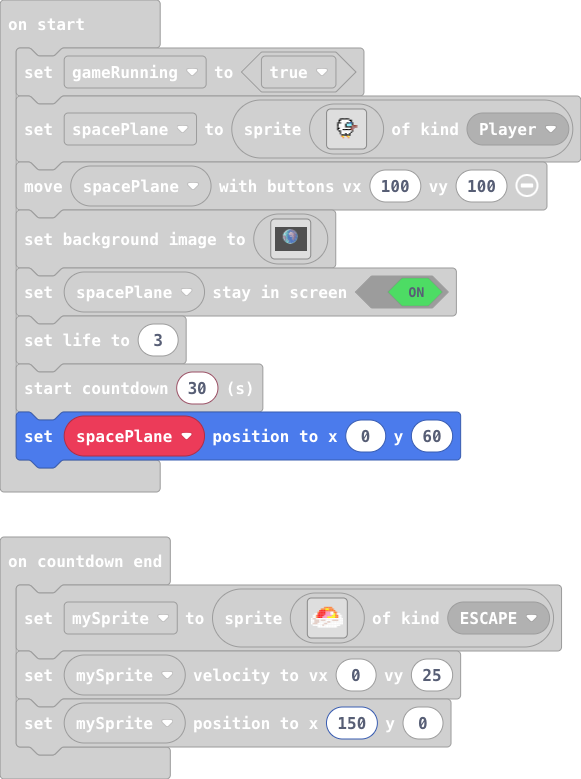 on start
set gameRunning to true
set spacePlane to sprite of kind Player
move spacePlane with buttons vx 100 vy 100
set background image to
set spacePlane stay in screen ON
set life to 3
start countdown 30 (s)
set spacePlane position to x 0 y 60
on countdown end
set mySprite to sprite of kind ESCAPE
set mySprite velocity to vx 0 vy 25
set mySprite position to x 150 y 0